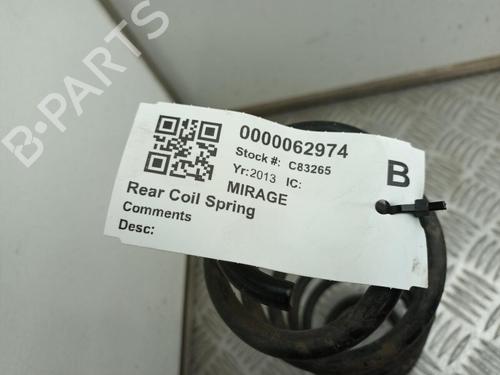 0000062974
Stock #: C83265
Yr:2013 IC:
MIRAGE
B
Rear Coil Spring
Comments
Desc:
B-PARTS